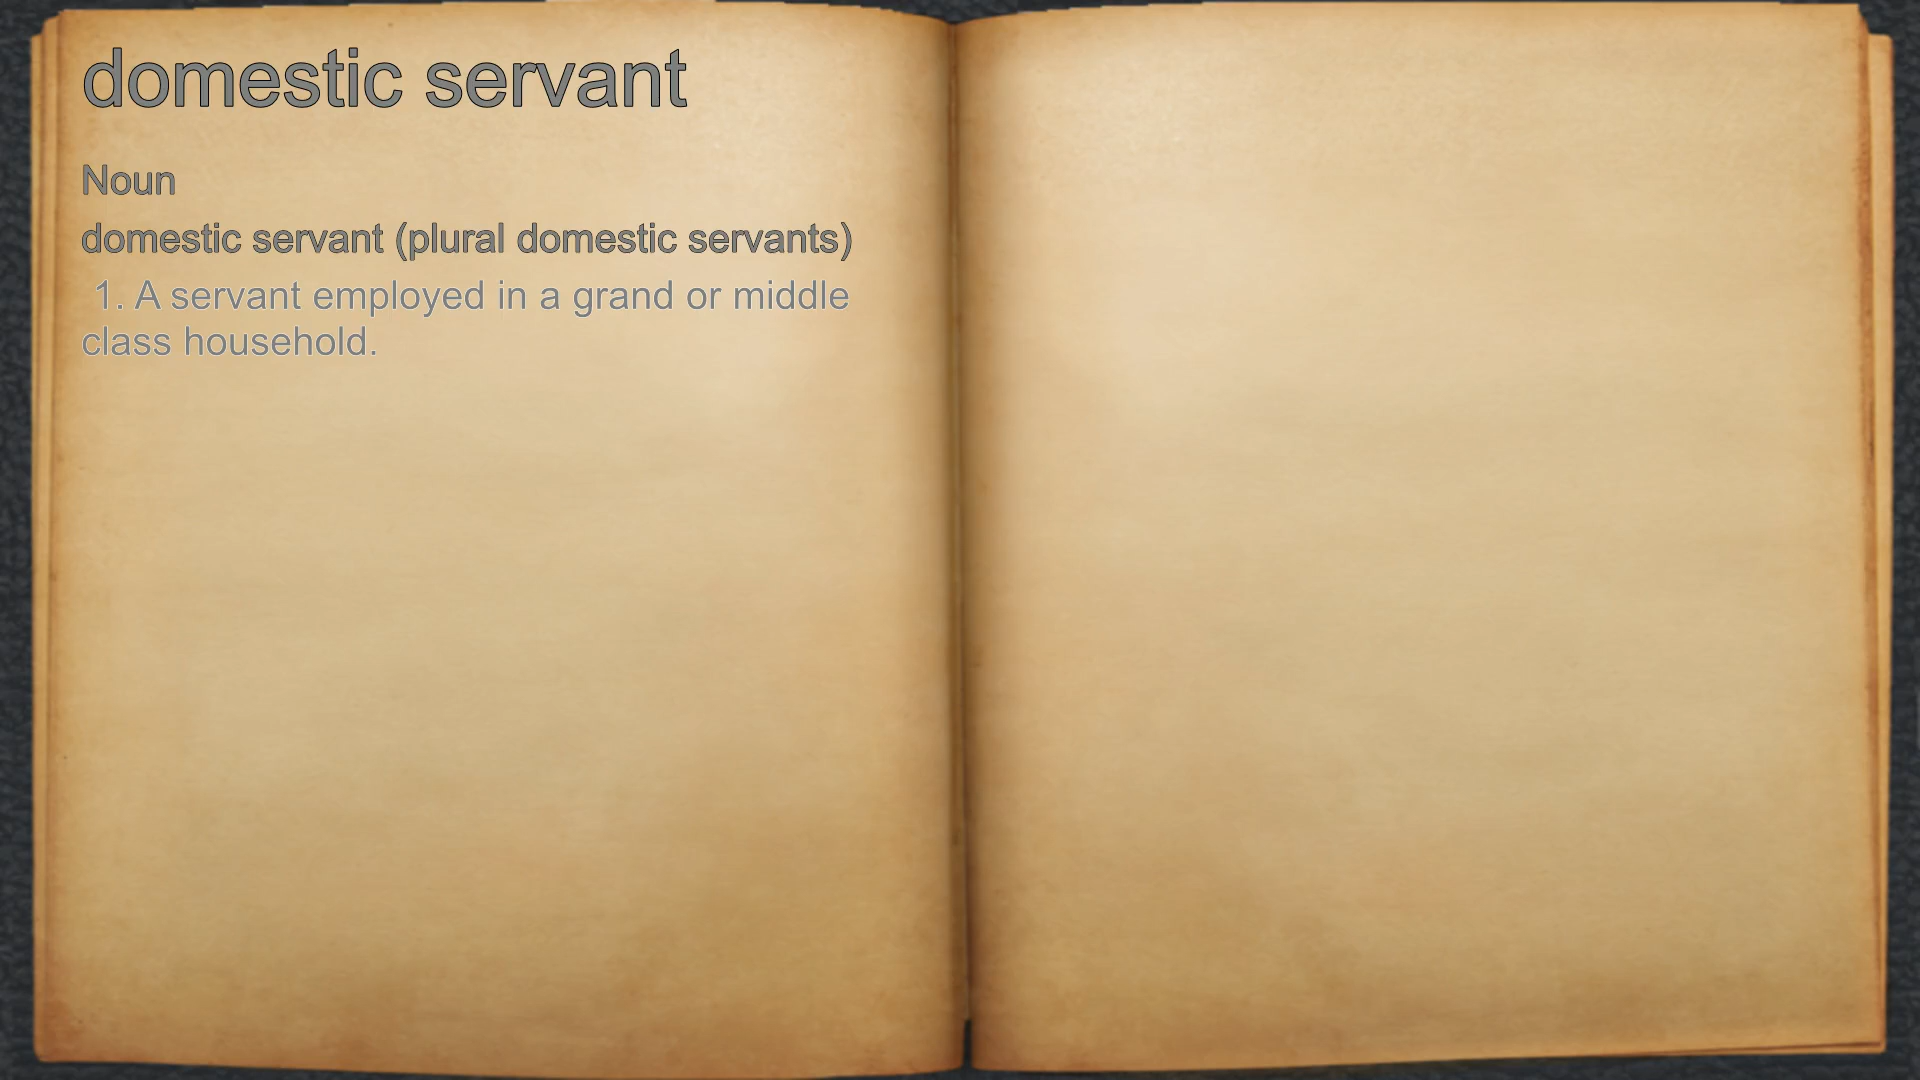 domestic servant
Noun
domestic servant (plural domestic servants)
1. A servant employed in a grand or middle
class household.